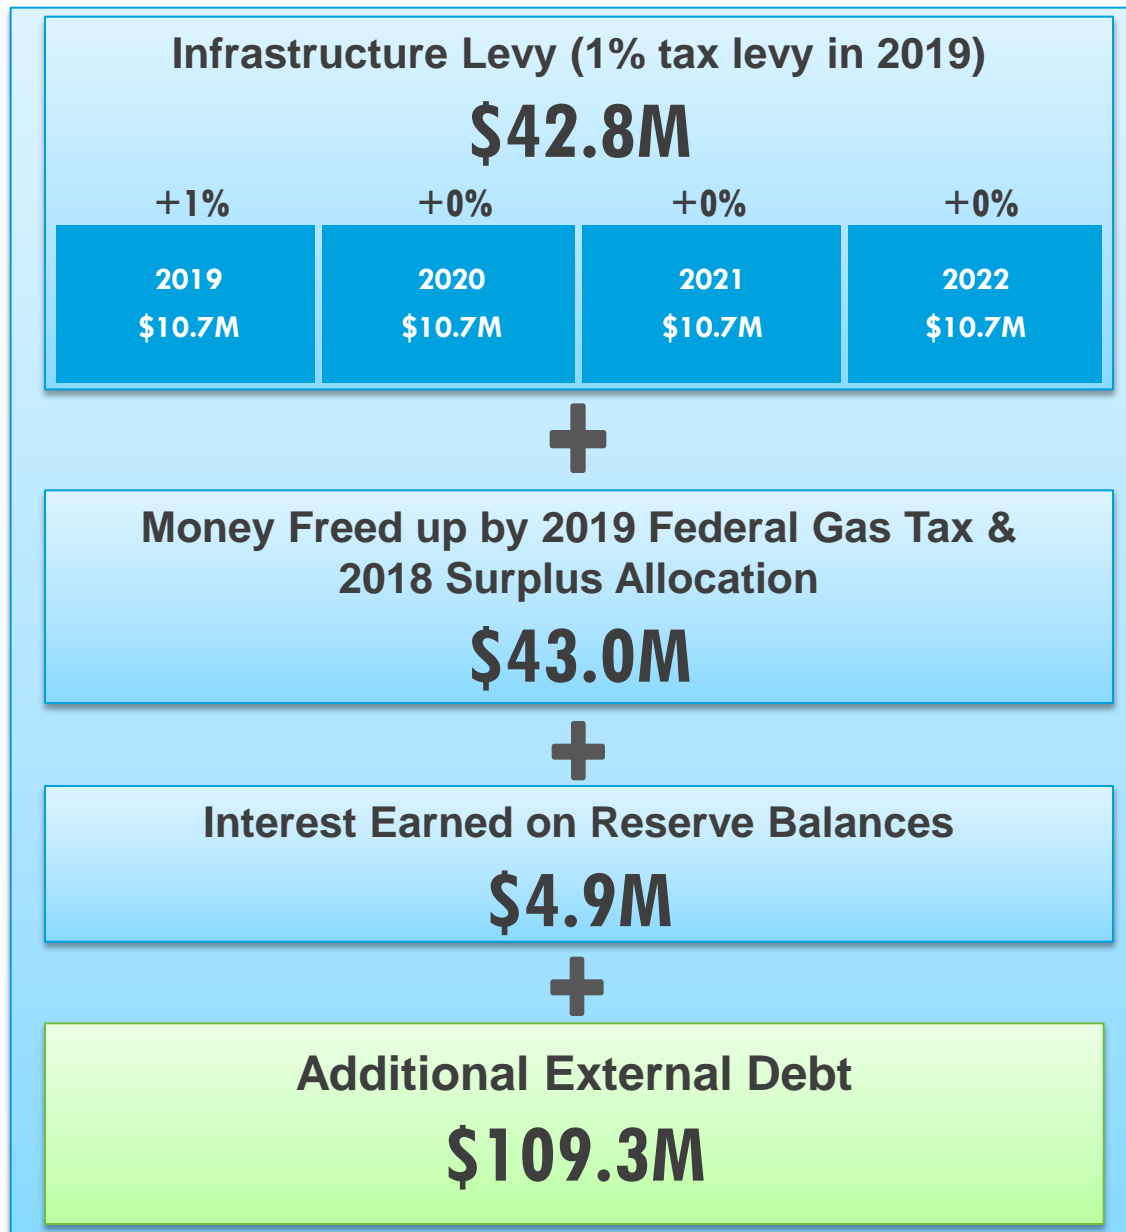 Infrastructure Levy (1% tax levy in 2019)
$42.8M
+1% +0% +0% +0%
2019 2020 2021 2022
$10.7M $10.7M $10.7M $10.7M
+
Money Freed up by 2019 Federal Gas Tax &
2018 Surplus Allocation
$43.0M
+
Interest Earned on Reserve Balances
$4.9M
+
Additional External Debt
$109.3M